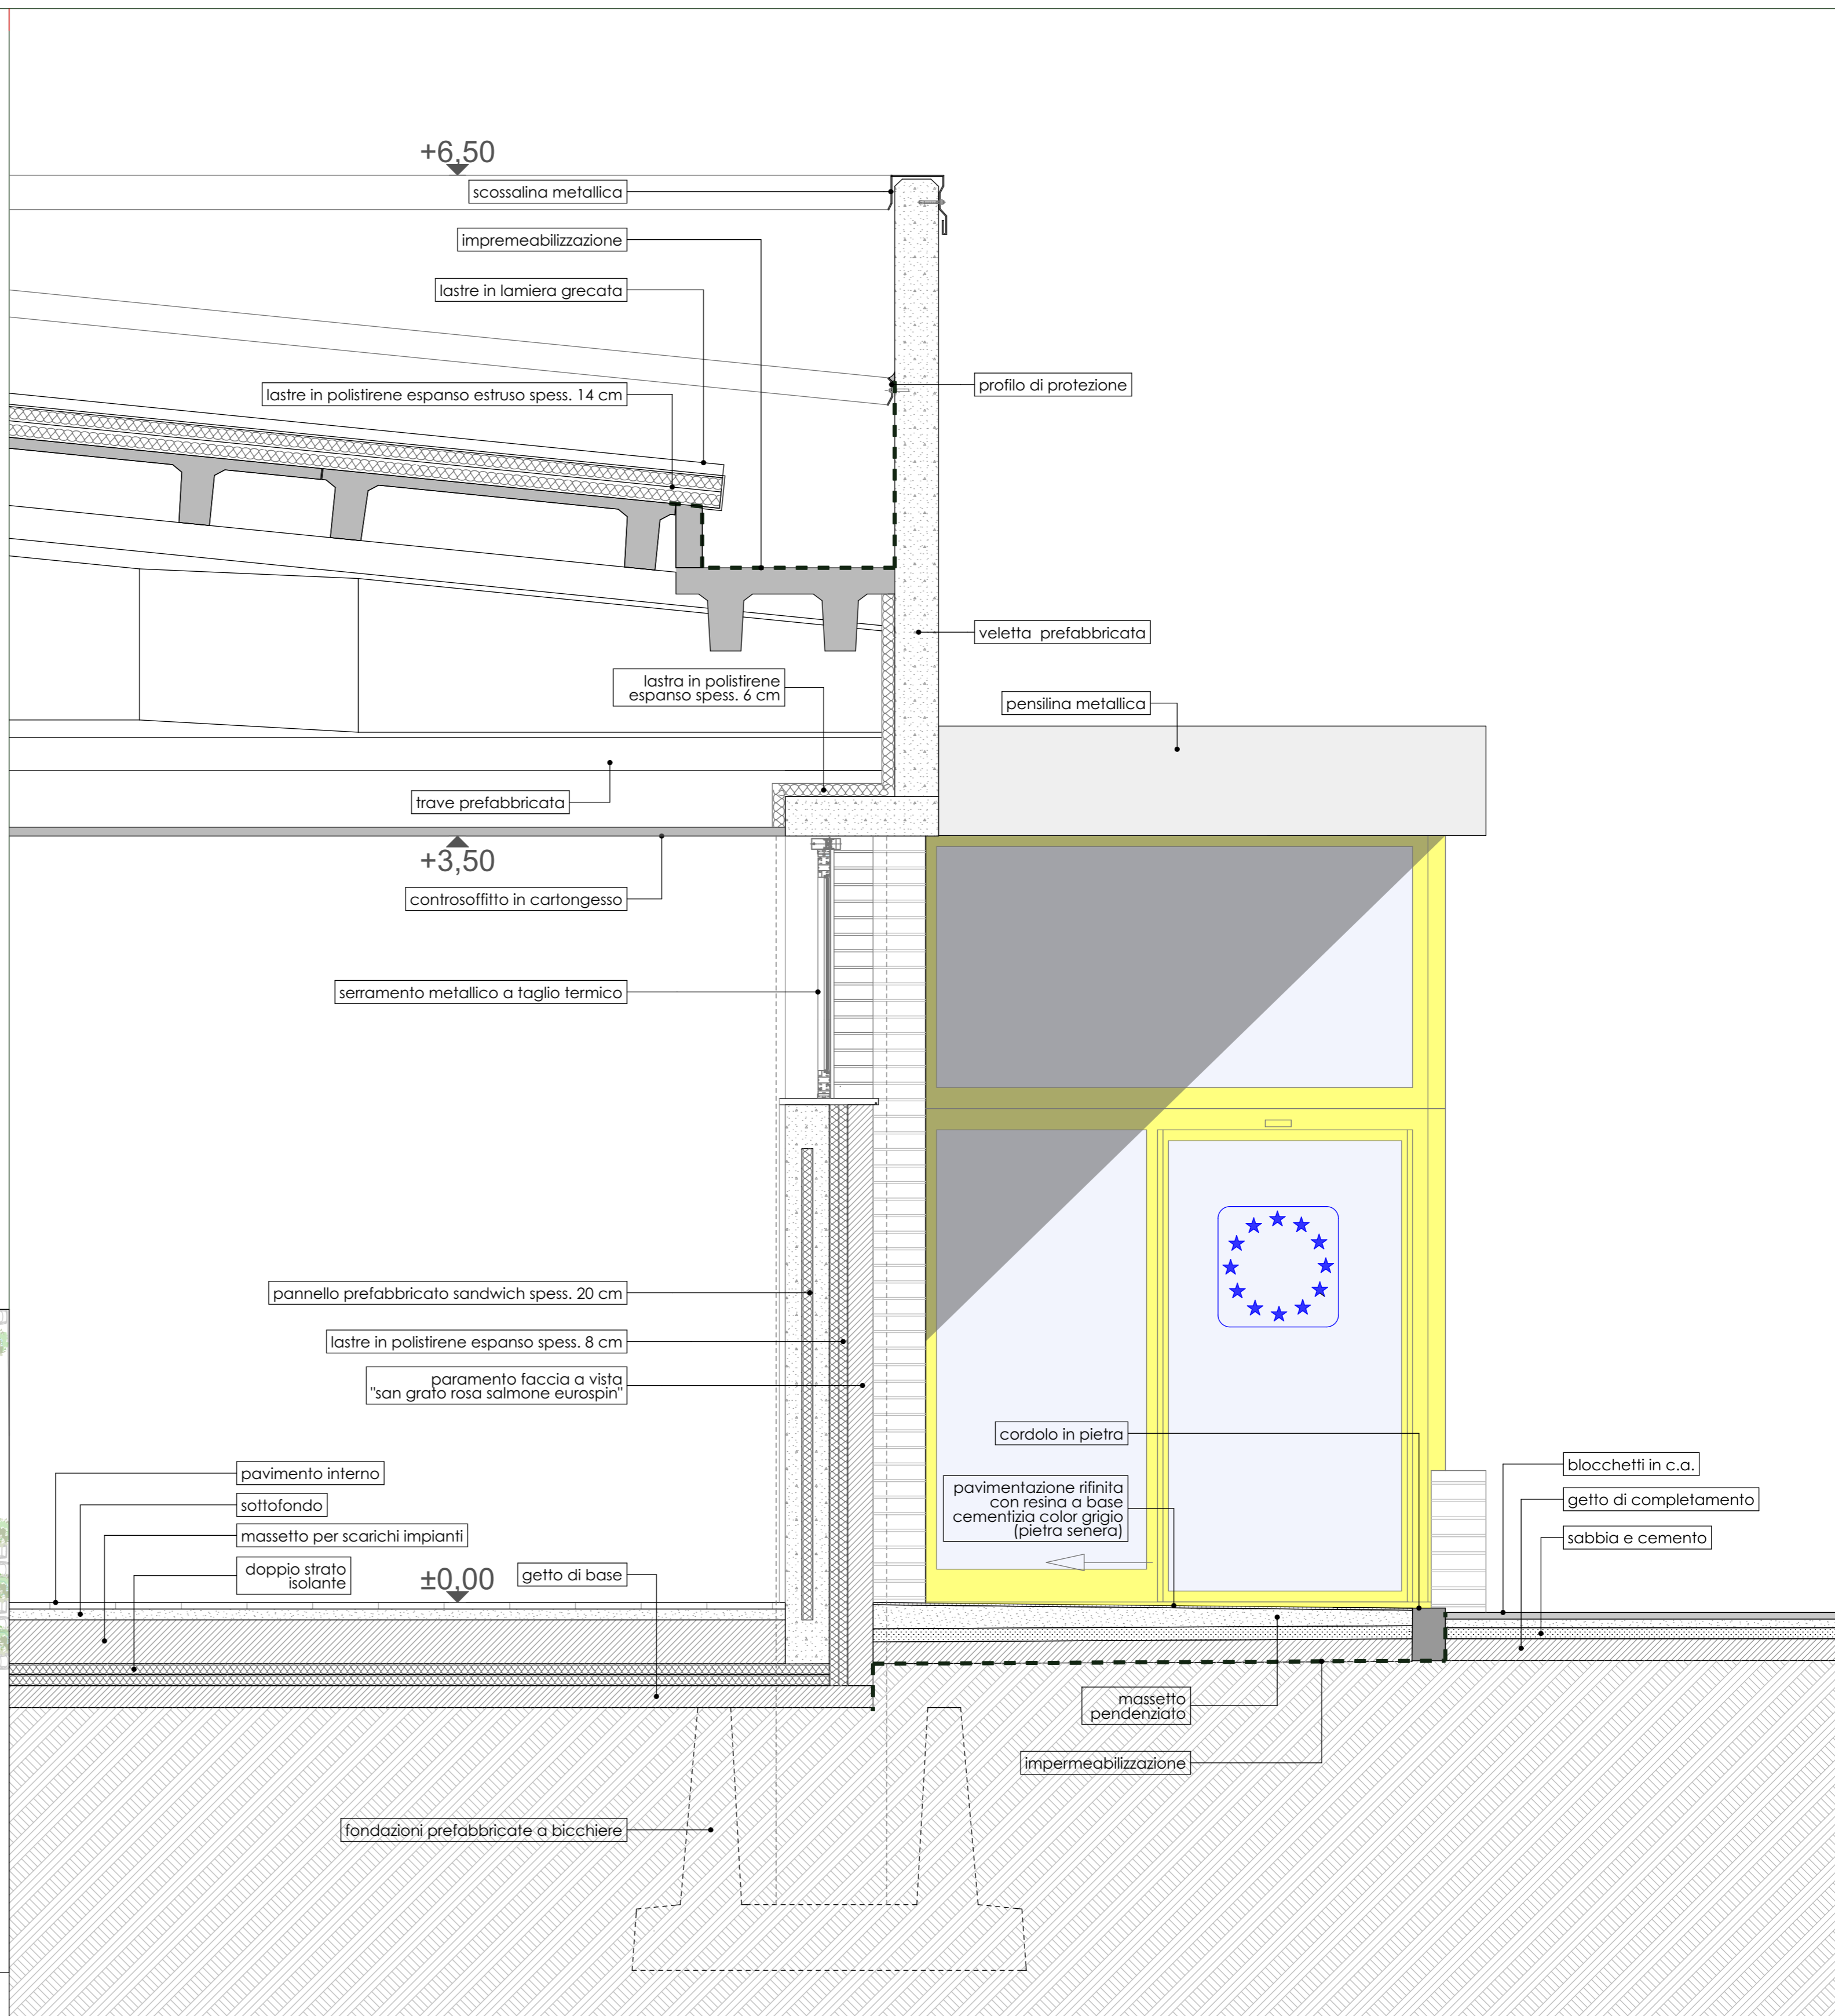 +6,50
scossalina metallica
impremeabilizzazione
lastre in lamiera grecata
profilo di protezione
lastre in polistirene espanso estruso spess. 14 cm
veletta  prefabbricata
lastra in polistirene
espanso spess. 6 cm
pensilina metallica
trave prefabbricata
+3,50
controsoffitto in cartongesso
serramento metallico a taglio termico
pannello prefabbricato sandwich spess. 20 cm
lastre in polistirene espanso spess. 8 cm
paramento faccia a vista
"san grato rosa salmone eurospin"
cordolo in pietra
pavimento interno
blocchetti in c.a.
sottofondo
pavimentazione rifinita
con resina a base
cementizia color grigio
(pietra senera)
getto di completamento
massetto per scarichi impianti
sabbia e cemento
doppio strato
isolante
±0,00
getto di base
massetto
pendenziato
impermeabilizzazione
fondazioni prefabbricate a bicchiere